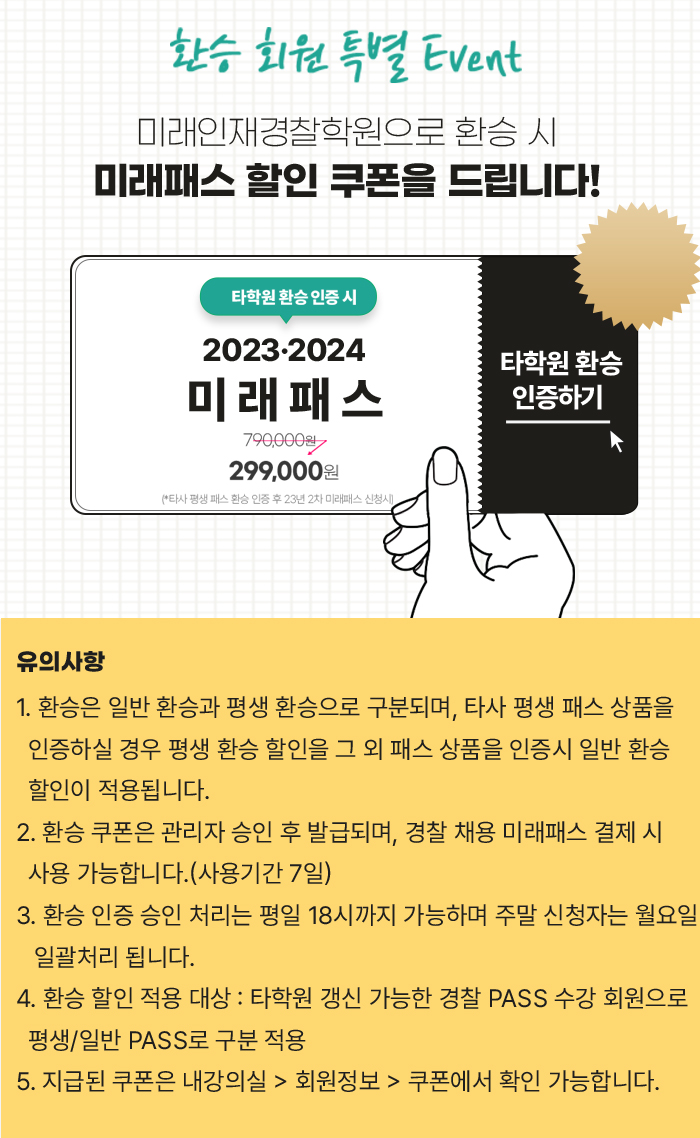 환승 회원 특별 Event
미래인재경찰학원으로 환승 시
미래패스 할인 쿠폰을 드립니다!
타학원 환승 인증 시
2023·2024
미래패스
790,000원
299,000원
(*타사 평생 패스 환승 인증 후 23년 2차 미래패스 신청시)
타학원 환승
인증하기
유의사항
1. 환승은 일반 환승과 평생 환승으로 구분되며, 타사 평생 패스 상품을
인증하실 경우 평생 환승 할인을 그 외 패스 상품을 인증시 일반 환승
할인이 적용됩니다.
2. 환승 쿠폰은 관리자 승인 후 발급되며, 경찰 채용 미래패스 결제 시
사용 가능합니다.(사용기간 7일)
3. 환승 인증 승인 처리는 평일 18시까지 가능하며 주말 신청자는 월요일
일괄처리 됩니다.
4. 환승 할인 적용 대상 : 타학원 갱신 가능한 경찰 PASS 수강 회원으로
평생/일반 PASS로 구분 적용
5. 지급된 쿠폰은 내강의실 > 회원정보 > 쿠폰에서 확인 가능합니다.